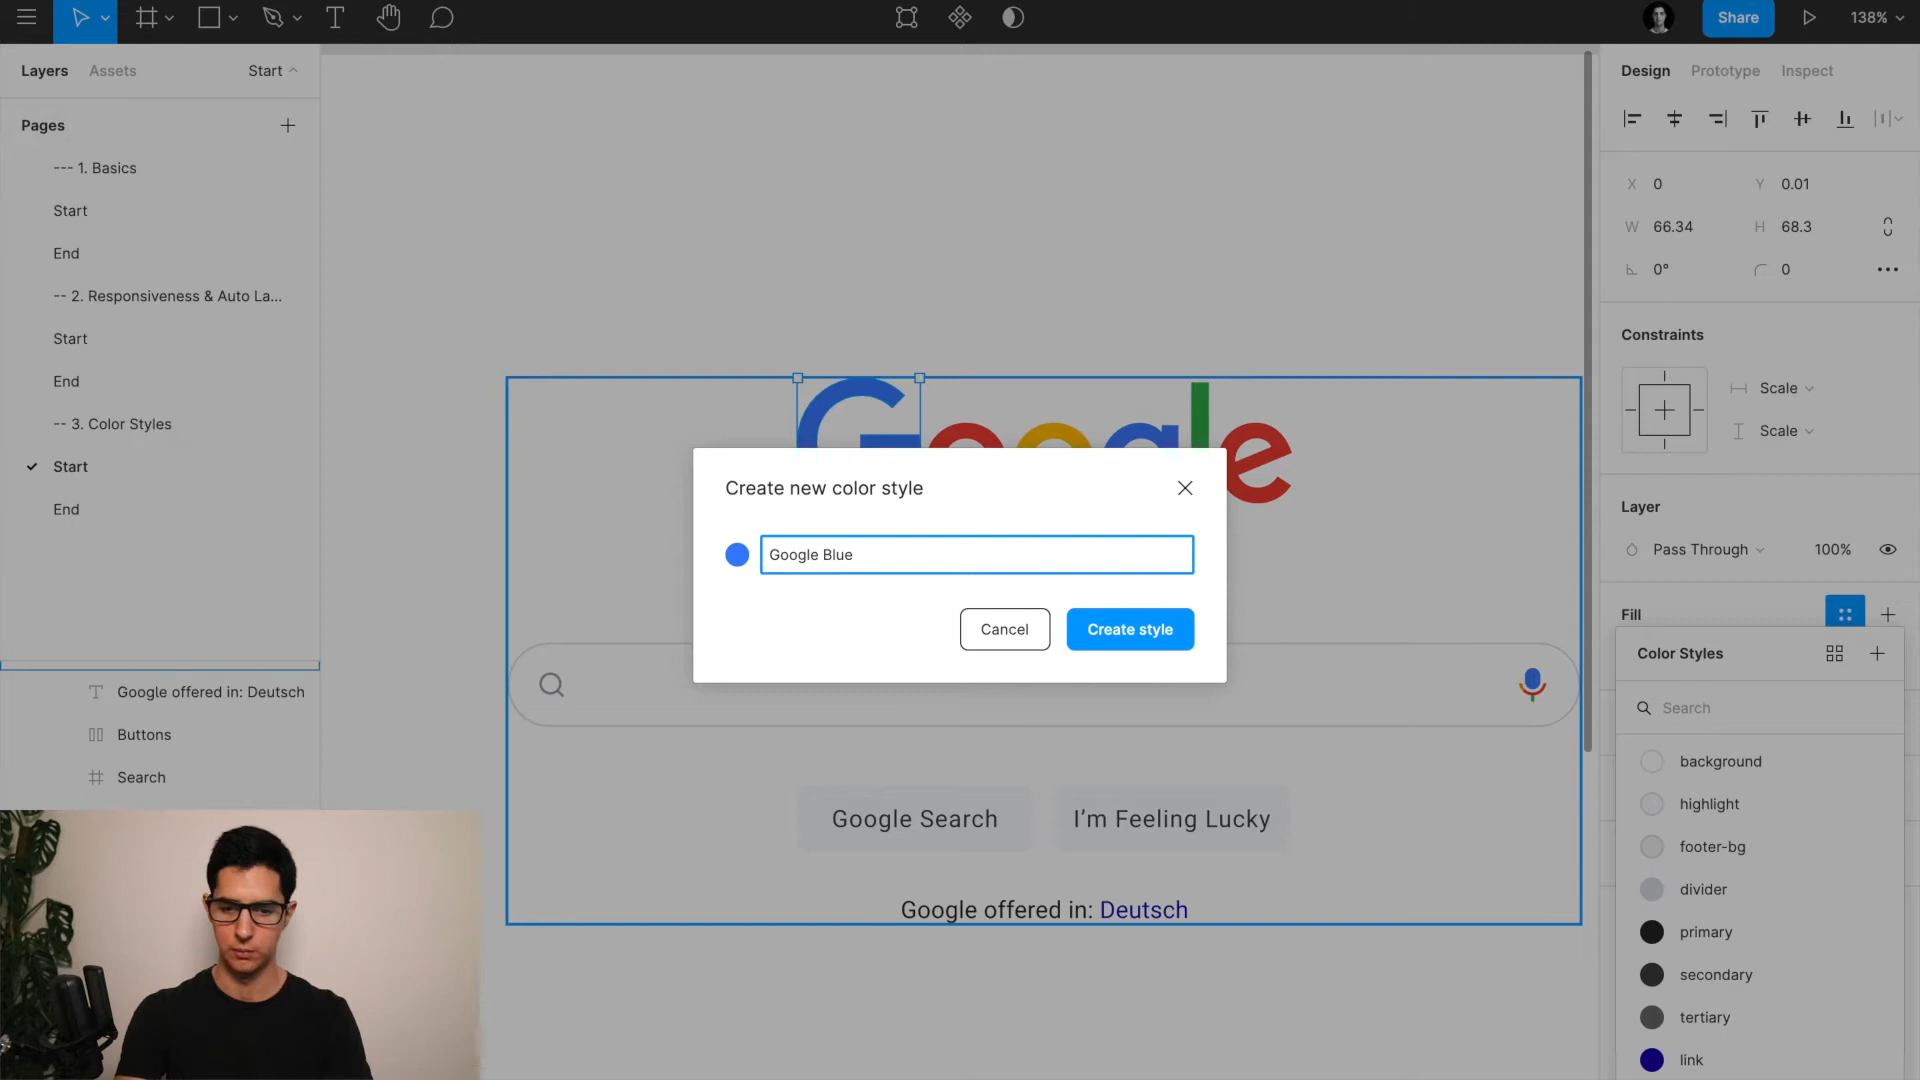 Share
138%
Layers
Assets
Start
Pages
--- 1. Basics
Start
End
-- 2. Responsiveness & Auto La...
Start
End
-- 3. Color Styles
Start
End
Google offered in: Deutsch
Buttons
Search
Google
Create new color style
Google Blue
Cancel
Create style
Google Search
I'm Feeling Lucky
Google offered in: Deutsch
Design
Prototype
Inspect
X 0
Y 0.01
W 66.34
H 68.3
0°
0
Constraints
Scale
Scale
Layer
Pass Through
100%
Fill
Color Styles
Search
background
highlight
footer-bg
divider
primary
secondary
tertiary
link